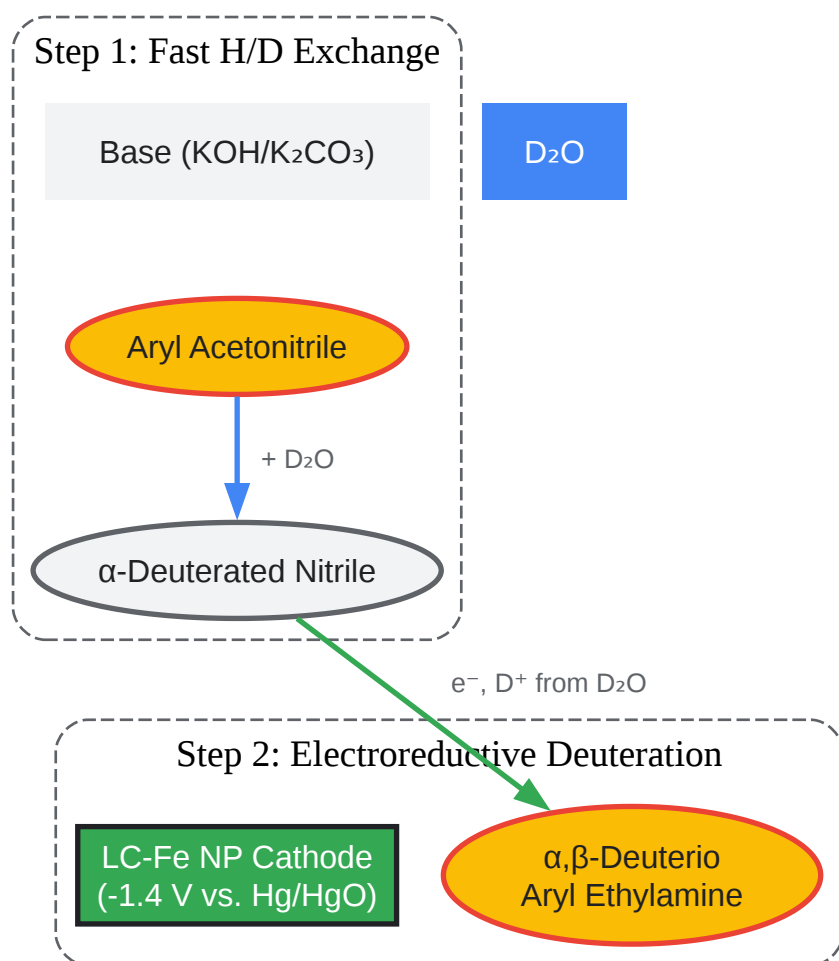 Step 1: Fast H/D Exchange
Base (KOH/K₂CO₃)
D₂O
Aryl Acetonitrile
+ D₂O
α-Deuterated Nitrile
e⁻, D⁺ from D₂O
Step 2: Electroreductive Deuteration
LC-Fe NP Cathode
(-1.4 V vs. Hg/HgO)
α,β-Deuterio
Aryl Ethylamine